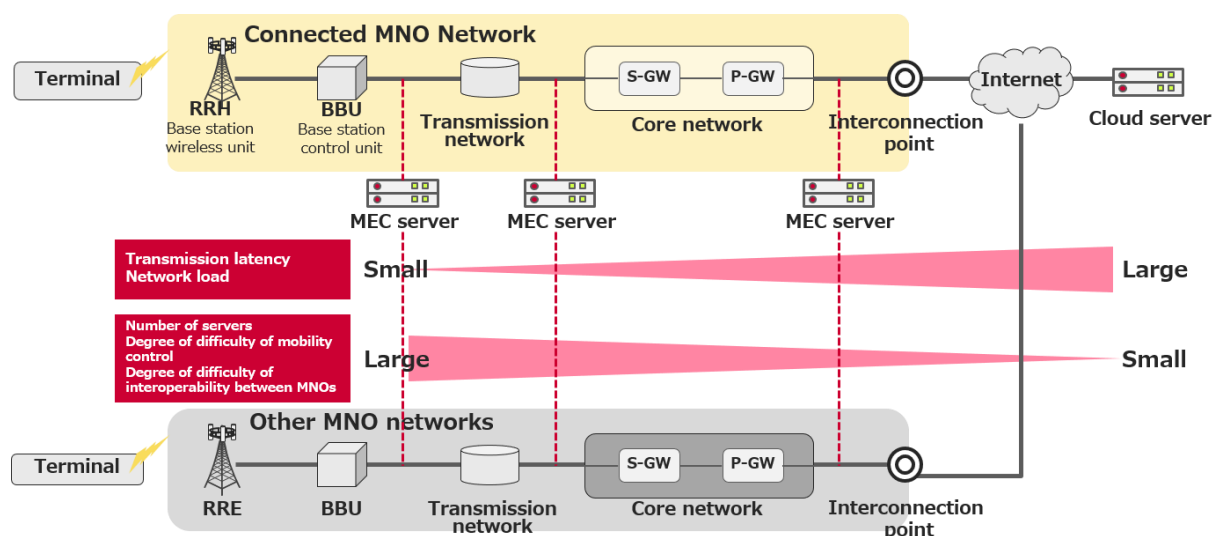 Connected MNO Network
Terminal
S-GW
P-GW
Internet
RRH
Base station
wireless unit
BBU
Base station
control unit
Transmission
network
Core network
Interconnection
point
Cloud server
MEC server
MEC server
MEC server
Transmission latency
Network load
Small
Large
Number of servers
Degree of difficulty of mobility
control
Degree of difficulty of
interoperability between MNOs
Large
Small
Other MNO networks
Terminal
S-GW
P-GW
RRE
BBU
Transmission
network
Core network
Interconnection
point